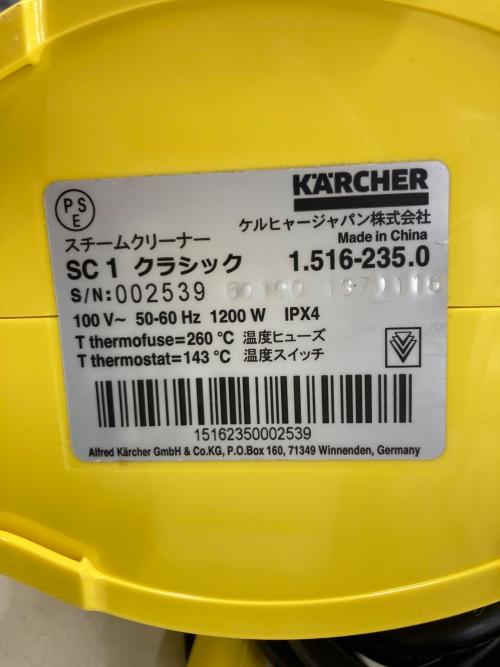 PSE
KÄRCHER
ケルヒャージャパン株式会社
スチームクリーナー
Made in China
SC 1 クラシック 1.516-235.0
S/N: 002539
100 V~ 50-60 Hz 1200 W IPX4
T thermofuse=260 °C 温度ヒューズ
T thermostat=143 °C 温度スイッチ
15162350002539
Alfred Kärcher GmbH & Co.KG, P.O.Box 160, 71349 Winnenden, Germany